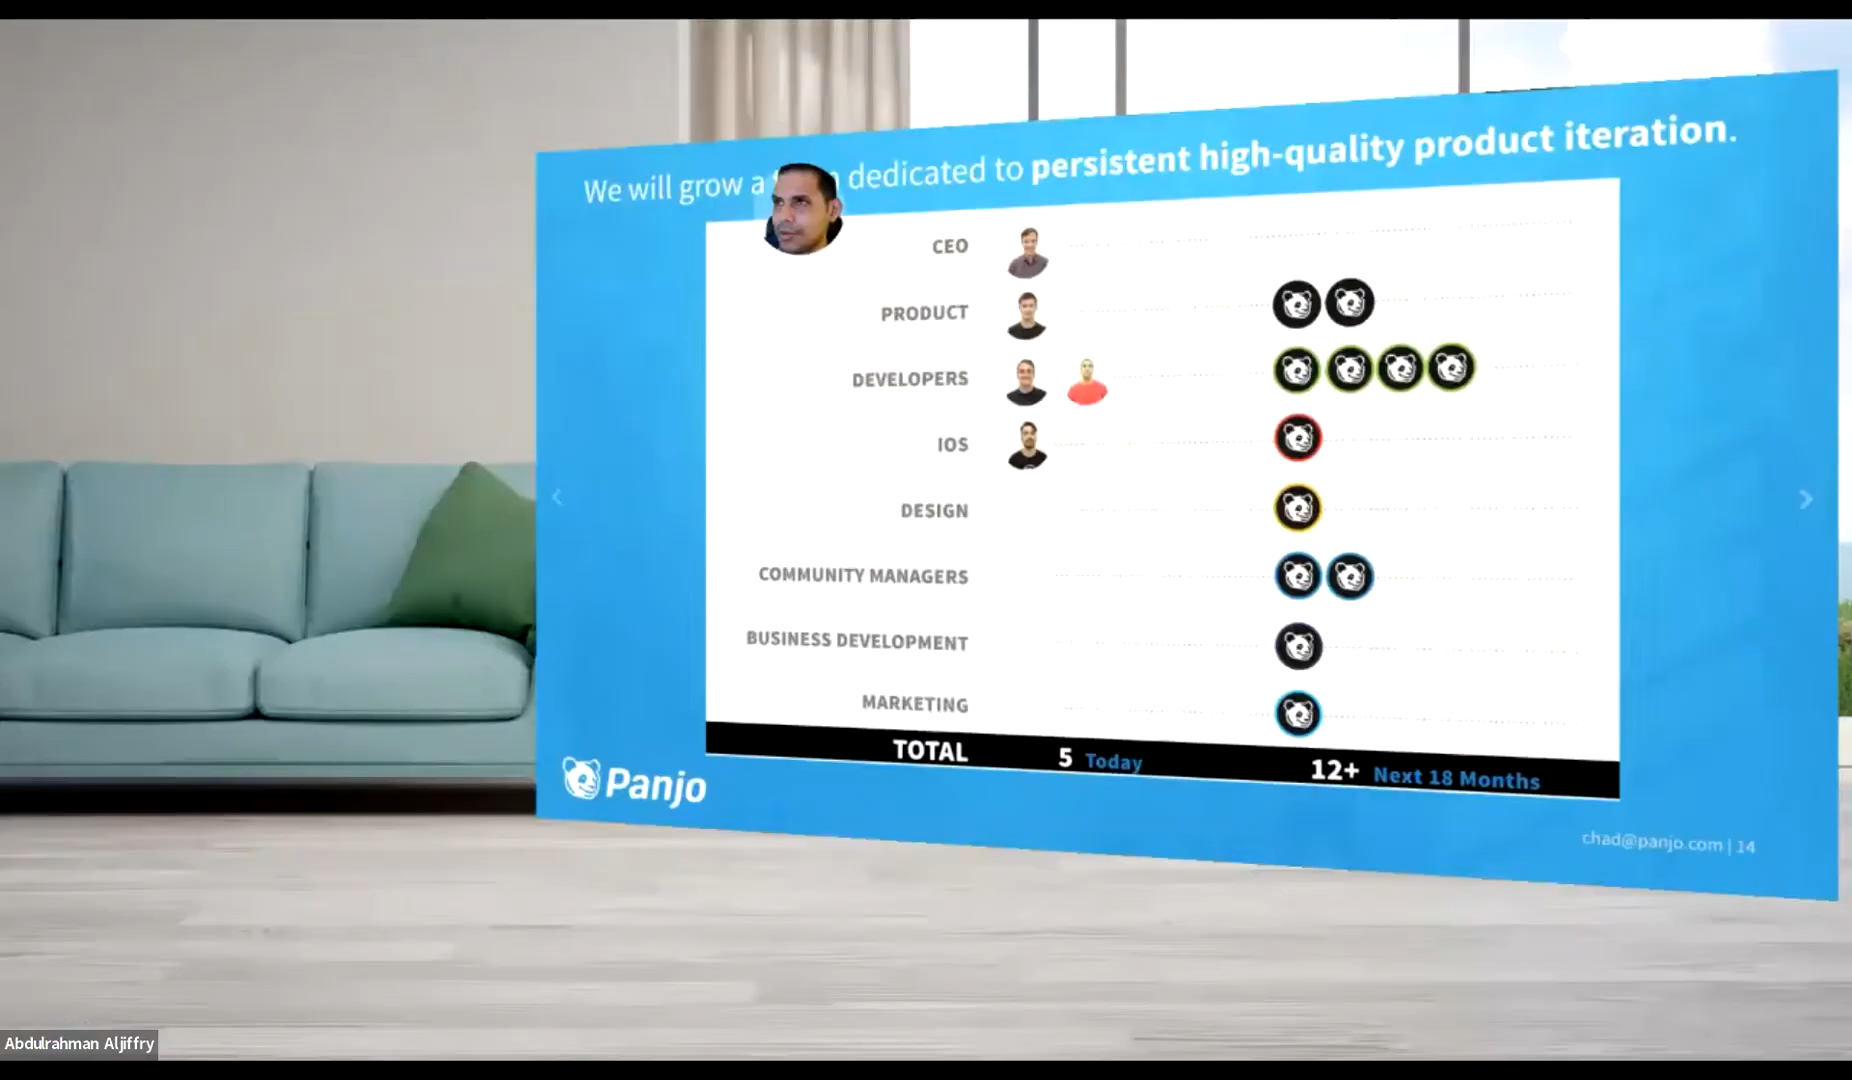 We will grow a dedicated to persistent high-quality product iteration.
CEO
PRODUCT
DEVELOPERS
IOS
DESIGN
COMMUNITY MANAGERS
BUSINESS DEVELOPMENT
MARKETING
TOTAL 5 Today 12+ Next 18 Months
Panjo
chad@panjo.com | 14
Abdulrahman Aljiffry